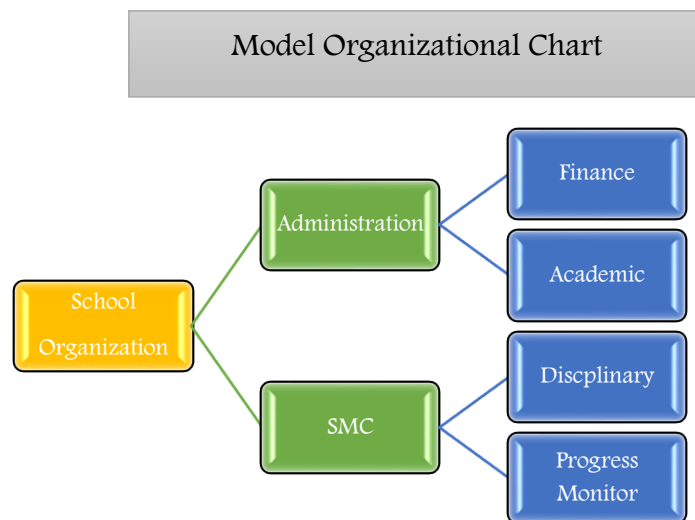 Model Organizational Chart
Finance
Administration
Academic
School
Organization
Discplinary
SMC
Progress
Monitor